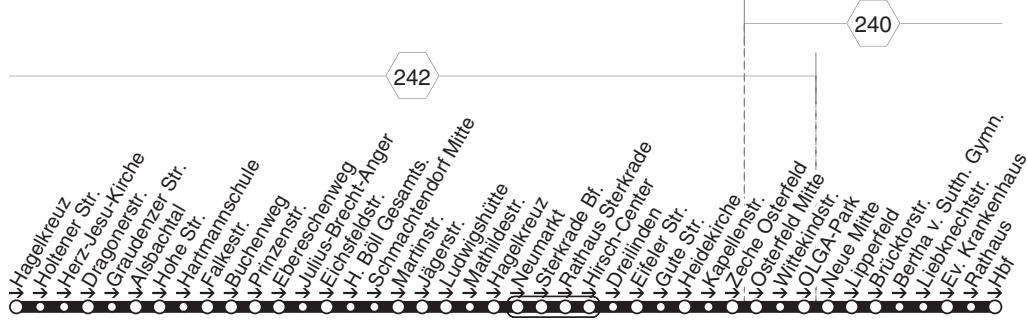 240
242
Hagelkreuz
Holtener Str.
Herz-Jesu-Kirche
Dragonerstr.
Graudenzer Str.
Alsbachtal
Hohe Str.
Hartmannschule
Falkestr.
Buchenweg
Prinzenstr.
Ebereschenweg
Julius-Brecht-Anger
Eichsfeldstr.
H. Böll Gesamts.
Schmachtendorf Mitte
Martinstr.
Jägerstr.
Ludwigshütte
Mathildestr.
Hagelkreuz
Neumarkt
Sterkrade Bf.
Rathaus Sterkrade
Hirsch-Center
Dreilinden
Eifeler Str.
Gute Str.
Heidekirche
Kapellenstr.
Zeche Osterfeld
Osterfeld Mitte
Wittekindstr.
OLGA-Park
Neue Mitte
Lipperfeld
Brücktorstr.
Bertha v. Suttn. Gymn.
Liebknechtstr.
Ev. Krankenhaus
Rathaus
Hbf